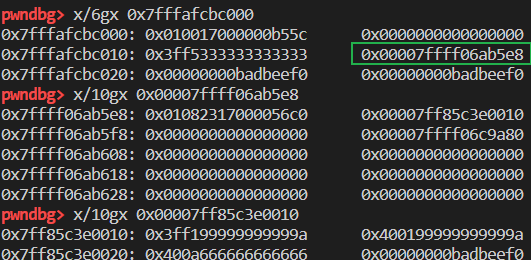 pwndbg> x/6gx 0x7fffafcbc000
0x7fffafcbc000: 0x010017000000b55c 0x0000000000000000
0x7fffafcbc010: 0x3ff5333333333333 0x00007ffff06ab5e8
0x7fffafcbc020: 0x00000000badbeef0 0x00000000badbeef0
pwndbg> x/10gx 0x00007ffff06ab5e8
0x7ffff06ab5e8: 0x01082317000056c0 0x00007ff85c3e0010
0x7ffff06ab5f8: 0x0000000000000000 0x00007ffff06c9a80
0x7ffff06ab608: 0x0000000000000000 0x0000000000000000
0x7ffff06ab618: 0x0000000000000000 0x0000000000000000
0x7ffff06ab628: 0x0000000000000000 0x0000000000000000
pwndbg> x/10gx 0x00007ff85c3e0010
0x7ff85c3e0010: 0x3ff199999999999a 0x400199999999999a
0x7ff85c3e0020: 0x400a666666666666 0x00000000badbeef0